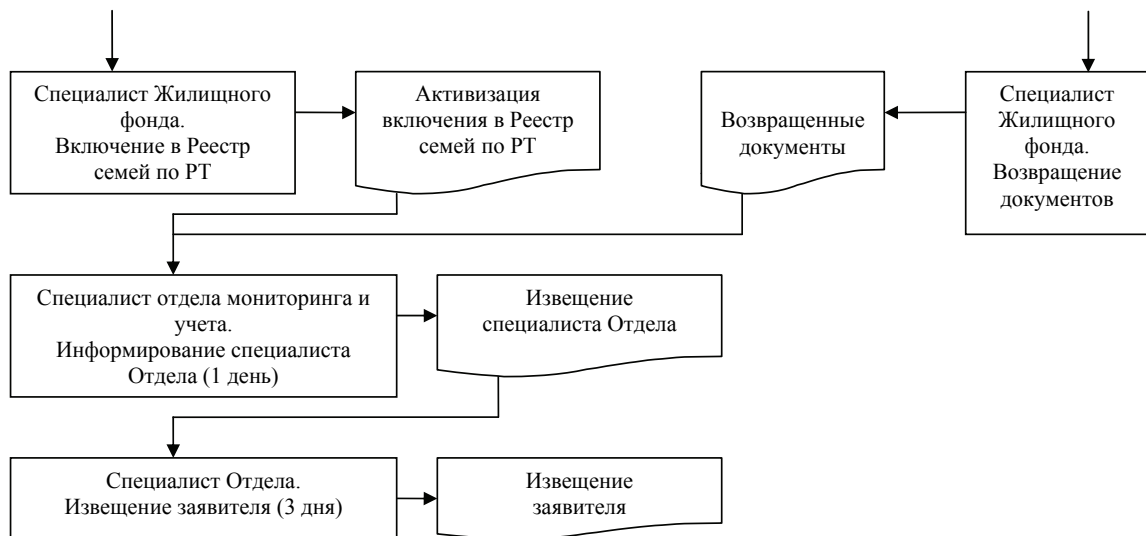 Специалист Жилищного
фонда.
Включение в Реестр
семей по РТ
Активизация
включения в Реестр
семей по РТ
Возвращенные
документы
Специалист
Жилищного
фонда.
Возвращение
документов
Специалист отдела мониторинга и
учета.
Информирование специалиста
Отдела (1 день)
Извещение
специалиста Отдела
Специалист Отдела.
Извещение заявителя (3 дня)
Извещение
заявителя